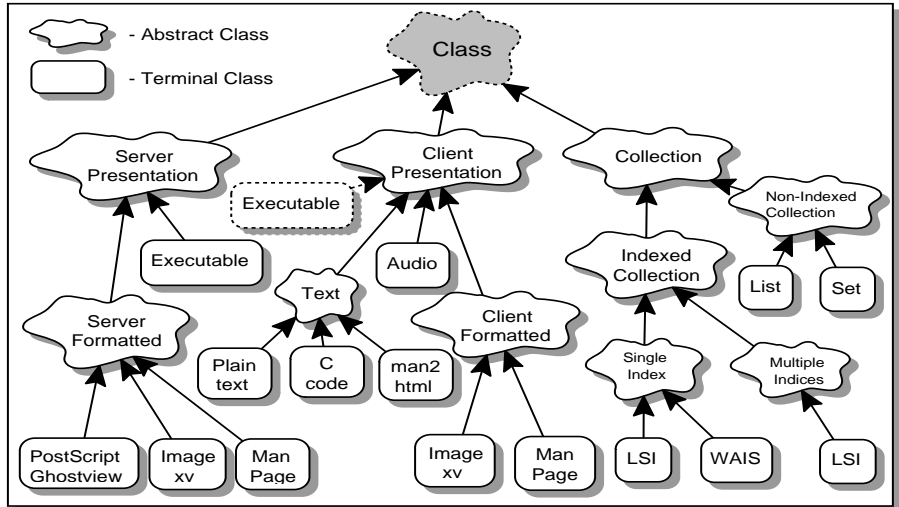 - Abstract Class
- Terminal Class
Class
Server
Presentation
Client
Presentation
Collection
Executable
Non-Indexed
Collection
Executable
Audio
Indexed
Collection
List
Set
Text
Server
Formatted
Client
Formatted
Plain
text
C
code
man2
html
Single
Index
Multiple
Indices
PostScript
Ghostview
Image
xv
Man
Page
Image
xv
Man
Page
LSI
WAIS
LSI